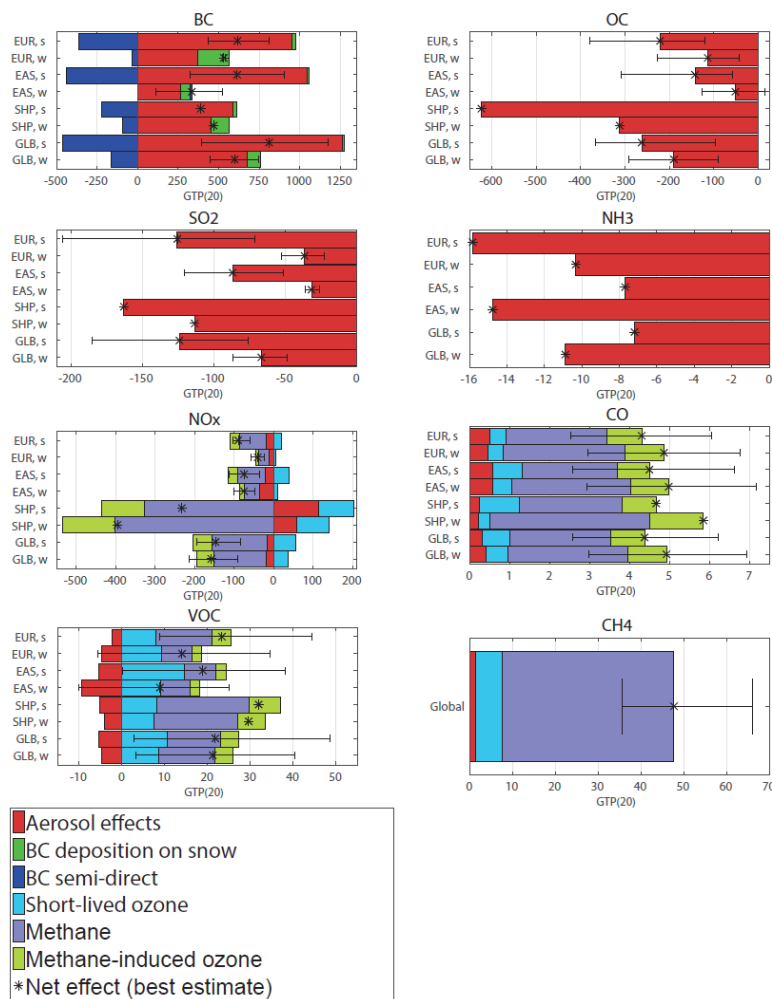 BC
EUR, s
EUR, w
EAS, s
EAS, w
SHP, s
SHP, w
GLB, s
GLB, w
-500 -250 0 250 500 750 1000 1250
GTP(20)
OC
EUR, s
EUR, w
EAS, s
EAS, w
SHP, s
SHP, w
GLB, s
GLB, w
-600 -500 -400 -300 -200 -100 0
GTP(20)
SO2
EUR, s
EUR, w
EAS, s
EAS, w
SHP, s
SHP, w
GLB, s
GLB, w
-200 -150 -100 -50 0
GTP(20)
NH3
EUR, s
EUR, w
EAS, s
EAS, w
GLB, s
GLB, w
-16 -14 -12 -10 -8 -6 -4 -2 0
GTP(20)
NOx
EUR, s
EUR, w
EAS, s
EAS, w
SHP, s
SHP, w
GLB, s
GLB, w
-500 -400 -300 -200 -100 0 100 200
GTP(20)
CO
EUR, s
EUR, w
EAS, s
EAS, w
SHP, s
SHP, w
GLB, s
GLB, w
0 1 2 3 4 5 6 7
GTP(20)
VOC
EUR, s
EUR, w
EAS, s
EAS, w
SHP, s
SHP, w
GLB, s
GLB, w
-10 0 10 20 30 40 50
GTP(20)
CH4
Global
0 10 20 30 40 50 60 70
GTP(20)
Aerosol effects
BC deposition on snow
BC semi-direct
Short-lived ozone
Methane
Methane-induced ozone
Net effect (best estimate)